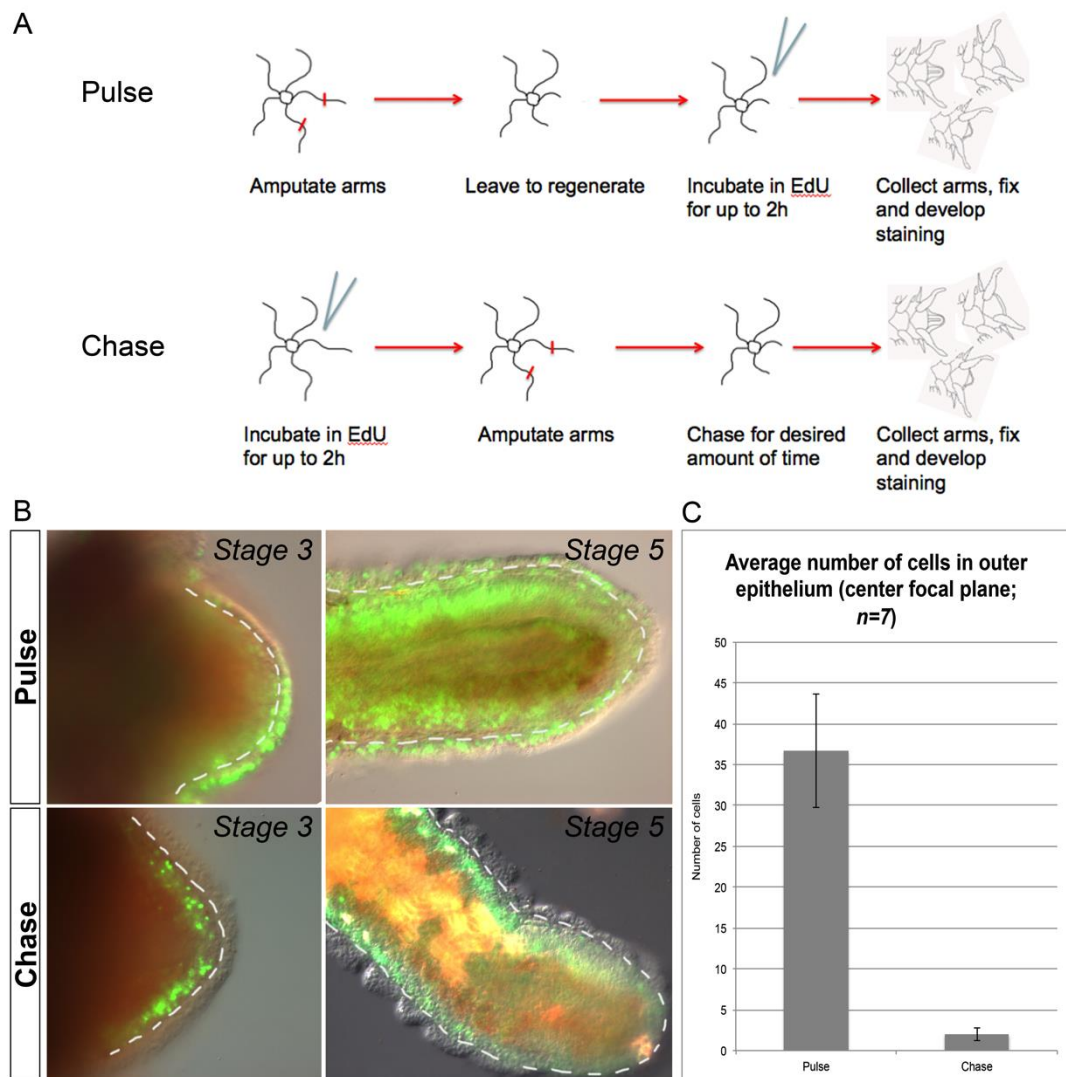 A
Pulse
Amputate arms
Leave to regenerate
Incubate in EdU
for up to 2h
Collect arms, fix
and develop
staining
Chase
Incubate in EdU
for up to 2h
Amputate arms
Chase for desired
amount of time
Collect arms, fix
and develop
staining
B
Pulse
Stage 3
Stage 5
Chase
Stage 3
Stage 5
C
Average number of cells in outer
epithelium (center focal plane;
n=7)
Number of cells
50
45
40
35
30
25
20
15
10
5
0
Pulse
Chase